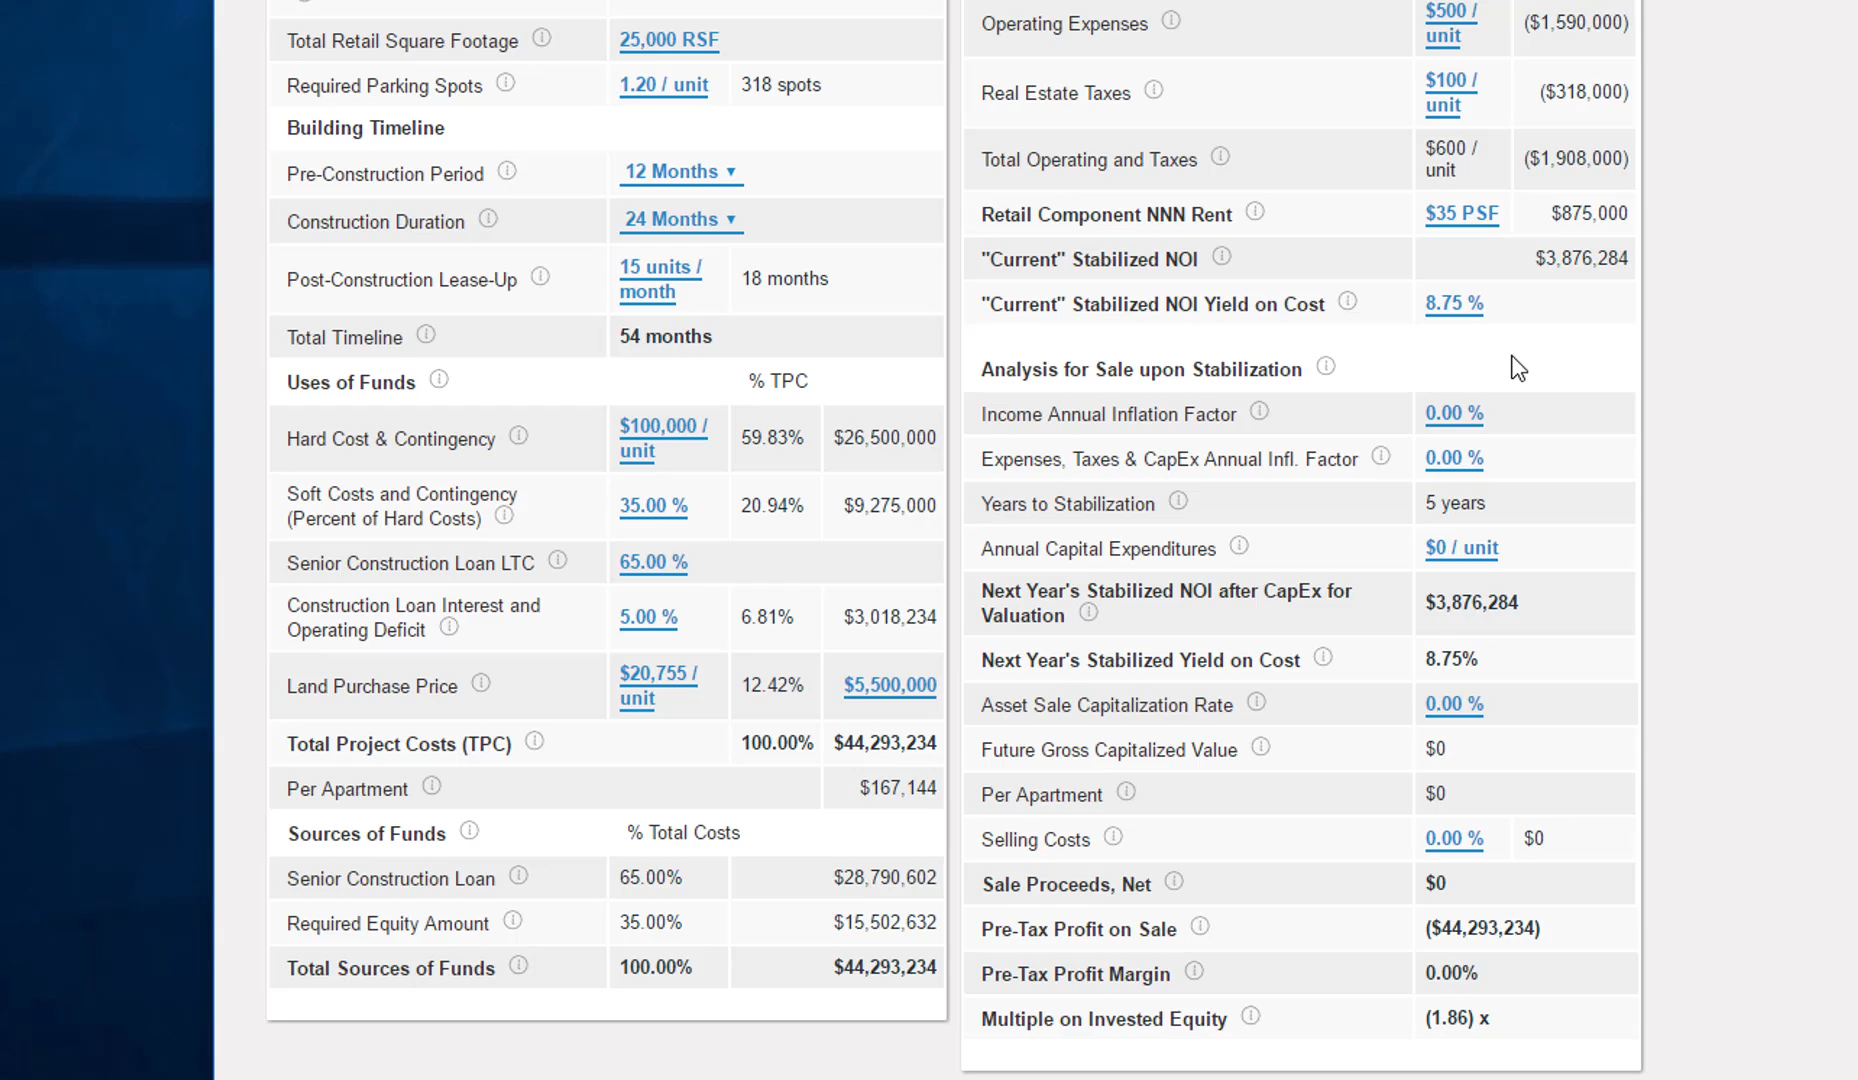 Total Retail Square Footage 25,000 RSF
Required Parking Spots 1.20 / unit 318 spots
Building Timeline
Pre-Construction Period 12 Months ▼
Construction Duration 24 Months ▼
Post-Construction Lease-Up 15 units / month 18 months
Total Timeline 54 months
Uses of Funds % TPC
Hard Cost & Contingency $100,000 / unit 59.83% $26,500,000
Soft Costs and Contingency
(Percent of Hard Costs) 35.00 % 20.94% $9,275,000
Senior Construction Loan LTC 65.00 %
Construction Loan Interest and
Operating Deficit 5.00 % 6.81% $3,018,234
Land Purchase Price $20,755 / unit 12.42% $5,500,000
Total Project Costs (TPC) 100.00% $44,293,234
Per Apartment $167,144
Sources of Funds % Total Costs
Senior Construction Loan 65.00% $28,790,602
Required Equity Amount 35.00% $15,502,632
Total Sources of Funds 100.00% $44,293,234
Operating Expenses $500 / unit ($1,590,000)
Real Estate Taxes $100 / unit ($318,000)
Total Operating and Taxes $600 / unit ($1,908,000)
Retail Component NNN Rent $35 PSF $875,000
"Current" Stabilized NOI $3,876,284
"Current" Stabilized NOI Yield on Cost 8.75 %
Analysis for Sale upon Stabilization
Income Annual Inflation Factor 0.00 %
Expenses, Taxes & CapEx Annual Infl. Factor 0.00 %
Years to Stabilization 5 years
Annual Capital Expenditures $0 / unit
Next Year's Stabilized NOI after CapEx for
Valuation $3,876,284
Next Year's Stabilized Yield on Cost 8.75%
Asset Sale Capitalization Rate 0.00 %
Future Gross Capitalized Value $0
Per Apartment $0
Selling Costs 0.00 % $0
Sale Proceeds, Net $0
Pre-Tax Profit on Sale ($44,293,234)
Pre-Tax Profit Margin 0.00%
Multiple on Invested Equity (1.86) x